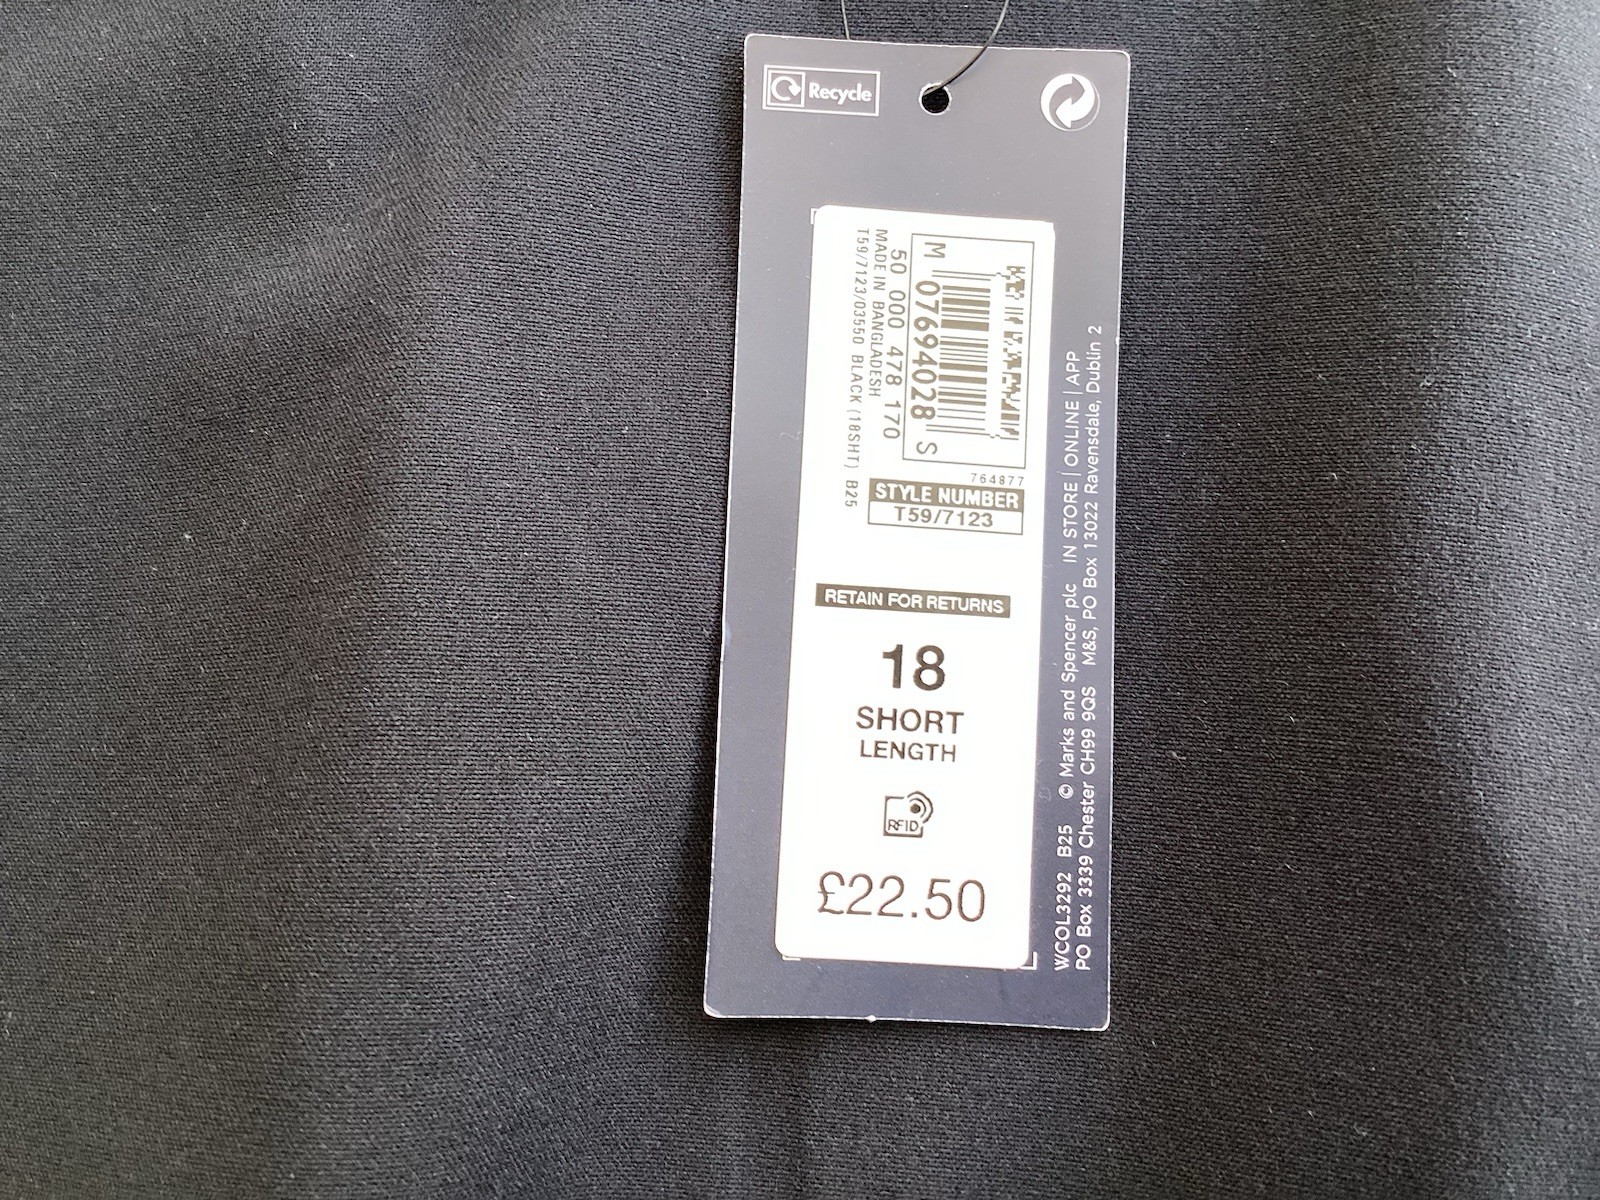 Recycle
M 07694028 S
50 000 478 170
MADE IN BANGLADESH
T59/7123/03550 BLACK (18SHT) B25
764877
STYLE NUMBER
T59/7123
RETAIN FOR RETURNS
18
SHORT
LENGTH
RFID
£22.50
WCOL3292 B25 © Marks and Spencer plc IN STORE | ONLINE | APP
PO Box 3339 Chester CH99 9QS M&S, PO Box 13022 Ravensdale, Dublin 2